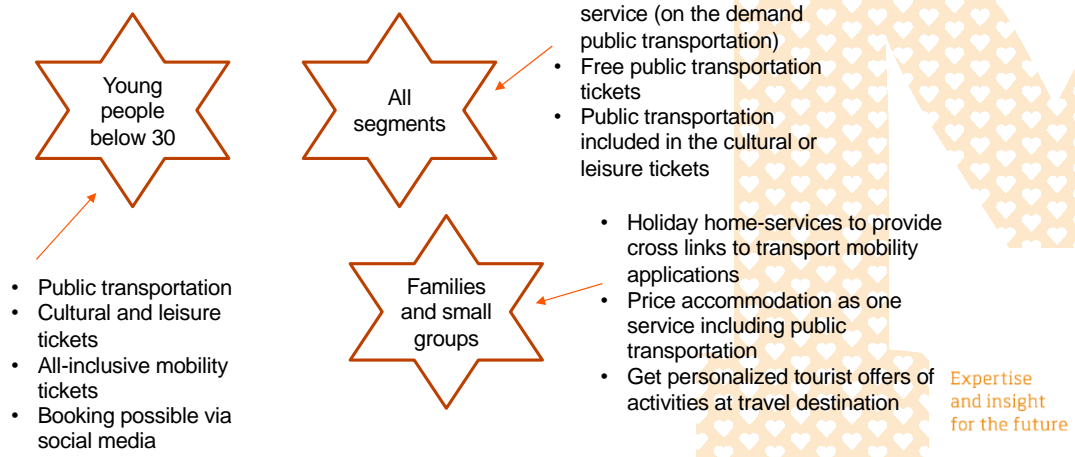 service (on the demand
public transportation)
• Free public transportation
tickets
• Public transportation
included in the cultural or
leisure tickets
Young
people
below 30
All
segments
• Holiday home-services to provide
cross links to transport mobility
applications
• Price accommodation as one
service including public
transportation
• Get personalized tourist offers of
activities at travel destination
Families
and small
groups
• Public transportation
• Cultural and leisure
tickets
• All-inclusive mobility
tickets
• Booking possible via
social media
Expertise
and insight
for the future